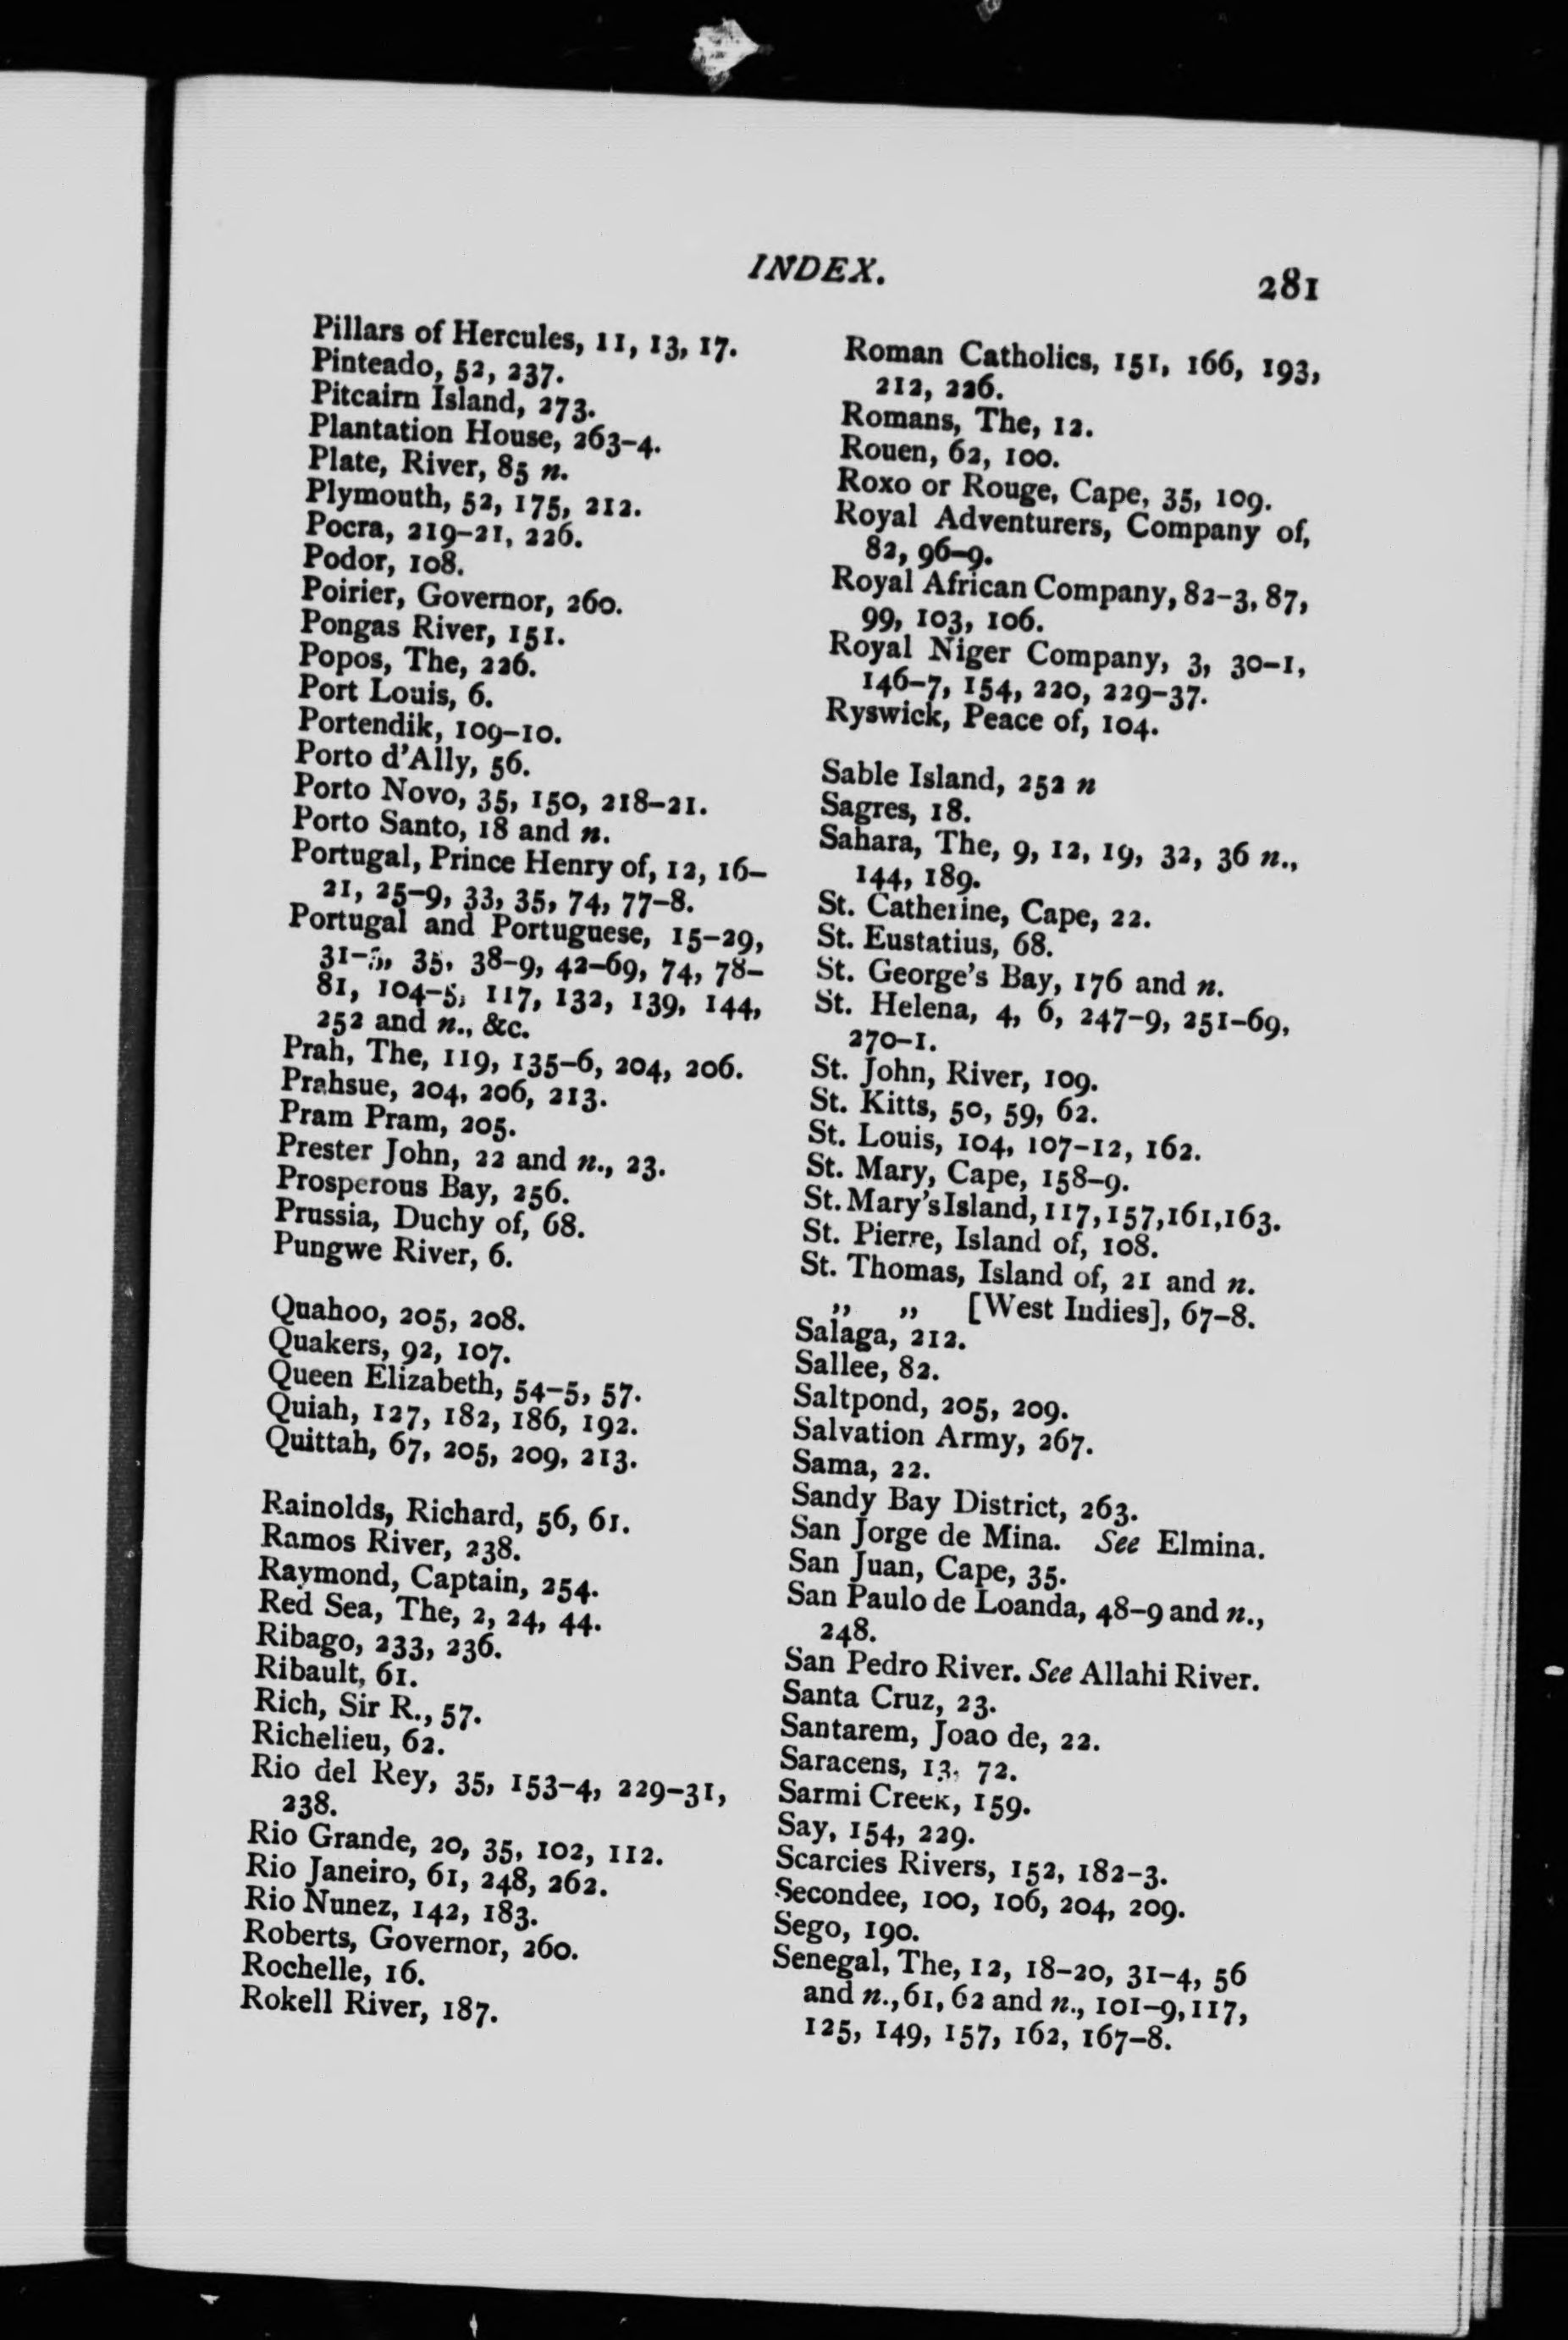 INDEX.
281
Pillars of Hercules, 11, 13, 17.
Pinteado, 52, 237.
Pitcairn Island, 273.
Plantation House, 263–4.
Plate, River, 85 n.
Plymouth, 52, 175, 212.
Pocra, 219–21, 226.
Podor, 108.
Poirier, Governor, 260.
Pongas River, 151.
Popos, The, 226.
Port Louis, 6.
Portendik, 109–10.
Porto d'Ally, 56.
Porto Novo, 35, 150, 218–21.
Porto Santo, 18 and n.
Portugal, Prince Henry of, 12, 16–
21, 25–9, 33, 35, 74, 77–8.
Portugal and Portuguese, 15–29,
35, 38–9, 42–69, 74, 78–
81, 104–5, 117, 132, 139, 144,
252 and n., &c.
Prah, The, 119, 135–6, 204, 206.
Prahsue, 204, 206, 213.
Pram Pram, 205.
Prester John, 22 and n., 23.
Prosperous Bay, 256.
Prussia, Duchy of, 68.
Pungwe River, 6.
Quahoo, 205, 208.
Quakers, 92, 107.
Queen Elizabeth, 54–5, 57.
Quiah, 127, 182, 186, 192.
Quittah, 67, 205, 209, 213.
Rainolds, Richard, 56, 61.
Ramos River, 238.
Raymond, Captain, 254.
Red Sea, The, 2, 24, 44.
Ribago, 233, 236.
Ribault, 61.
Rich, Sir R., 57.
Richelieu, 62.
Rio del Rey, 35, 153–4, 229–31,
238.
Rio Grande, 20, 35, 102, 112.
Rio Janeiro, 61, 248, 262.
Rio Nunez, 142, 183.
Roberts, Governor, 260.
Rochelle, 16.
Rokell River, 187.
Roman Catholics, 151, 166, 193,
212, 226.
Romans, The, 12.
Rouen, 62, 100.
Roxo or Rouge, Cape, 35, 109.
Royal Adventurers, Company of,
82, 96–9.
Royal African Company, 82–3, 87,
99, 103, 106.
Royal Niger Company, 3, 30–1,
146–7, 154, 220, 229–37.
Ryswick, Peace of, 104.
Sable Island, 252 n
Sagres, 18.
Sahara, The, 9, 12, 19, 32, 36 n.,
144, 189.
St. Catherine, Cape, 22.
St. Eustatius, 68.
St. George's Bay, 176 and n.
St. Helena, 4, 6, 247–9, 251–69,
270–1.
St. John, River, 109.
St. Kitts, 50, 59, 62.
St. Louis, 104, 107–12, 162.
St. Mary, Cape, 158–9.
St. Mary's Island, 117, 157, 161, 163.
St. Pierre, Island of, 108.
St. Thomas, Island of, 21 and n.
„ „ [West Indies], 67–8.
Salaga, 212.
Sallee, 82.
Saltpond, 205, 209.
Salvation Army, 267.
Sama, 22.
Sandy Bay District, 263.
San Jorge de Mina. See Elmina.
San Juan, Cape, 35.
San Paulo de Loanda, 48–9 and n.,
248.
San Pedro River. See Allahi River.
Santa Cruz, 23.
Santarem, Joao de, 22.
Saracens, 13, 72.
Sarmi Creek, 159.
Say, 154, 229.
Scarcies Rivers, 152, 182–3.
Secondee, 100, 106, 204, 209.
Sego, 190.
Senegal, The, 12, 18–20, 31–4, 56
and n., 61, 62 and n., 101–9, 117,
125, 149, 157, 162, 167–8.